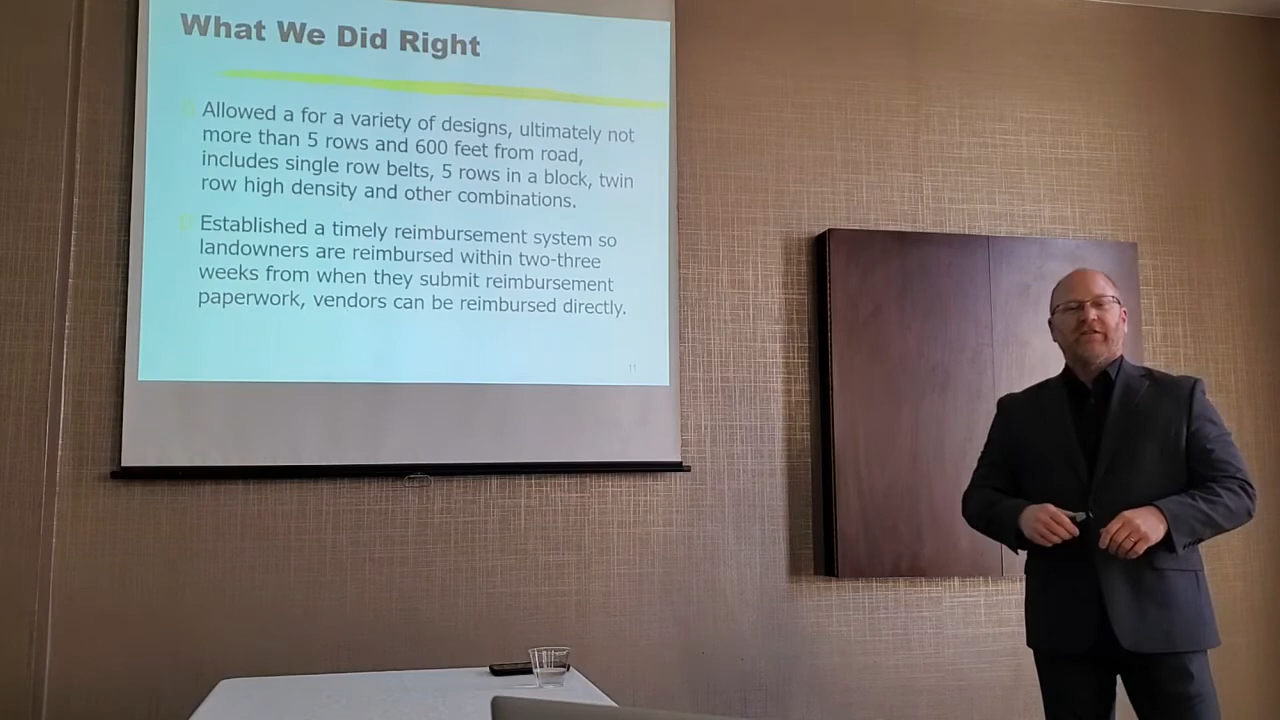 What We Did Right
Allowed a for a variety of designs, ultimately not
more than 5 rows and 600 feet from road,
includes single row belts, 5 rows in a block, twin
row high density and other combinations.
Established a timely reimbursement system so
landowners are reimbursed within two-three
weeks from when they submit reimbursement
paperwork, vendors can be reimbursed directly.
11